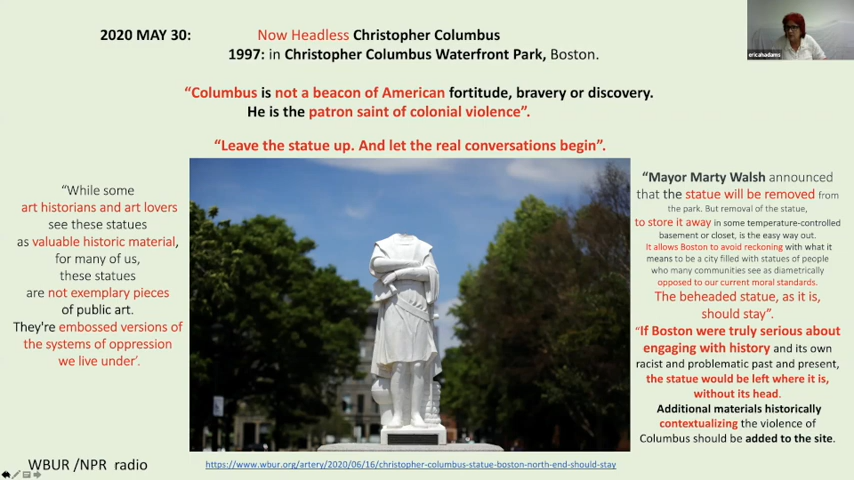 2020 MAY 30: Now Headless Christopher Columbus
1997: in Christopher Columbus Waterfront Park, Boston.
“Columbus is not a beacon of American fortitude, bravery or discovery.
He is the patron saint of colonial violence”.
“Leave the statue up. And let the real conversations begin”.
“While some
art historians and art lovers
see these statues
as valuable historic material,
for many of us,
these statues
are not exemplary pieces
of public art.
They're embossed versions of
the systems of oppression
we live under’.
“Mayor Marty Walsh announced
that the statue will be removed from
the park. But removal of the statue,
to store it away in some temperature-controlled
basement or closet, is the easy way out.
It allows Boston to avoid reckoning with what it
means to be a city filled with statues of people
who many communities see as diametrically
opposed to our current moral standards.
The beheaded statue, as it is,
should stay”.
“If Boston were truly serious about
engaging with history and its own
racist and problematic past and present,
the statue would be left where it is,
without its head.
Additional materials historically
contextualizing the violence of
Columbus should be added to the site.
WBUR /NPR radio
https://www.wbur.org/artery/2020/06/16/christopher-columbus-statue-boston-north-end-should-stay
ericahadams